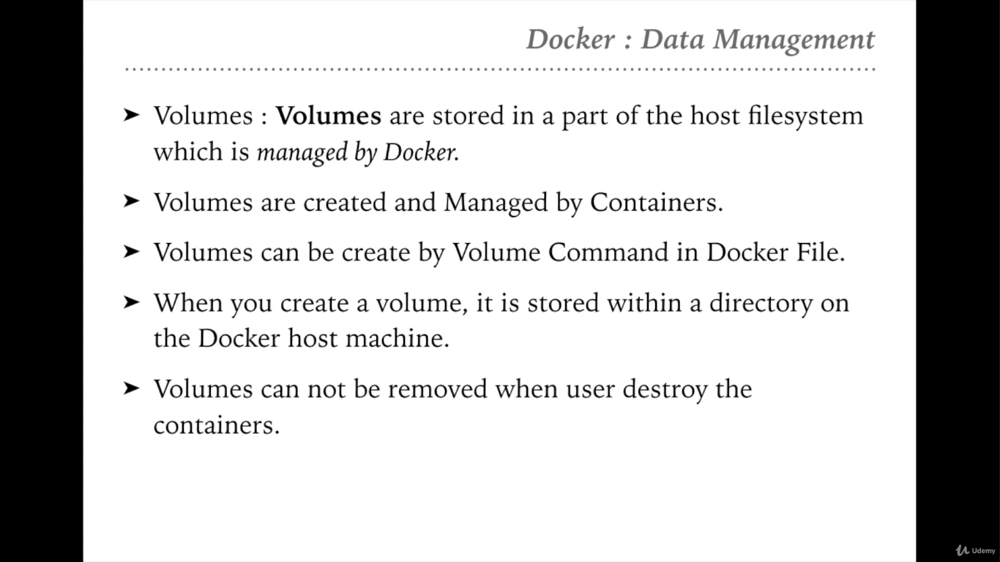 Docker : Data Management
➤ Volumes : Volumes are stored in a part of the host filesystem
which is managed by Docker.
➤ Volumes are created and Managed by Containers.
➤ Volumes can be create by Volume Command in Docker File.
➤ When you create a volume, it is stored within a directory on
the Docker host machine.
➤ Volumes can not be removed when user destroy the
containers.
Udemy